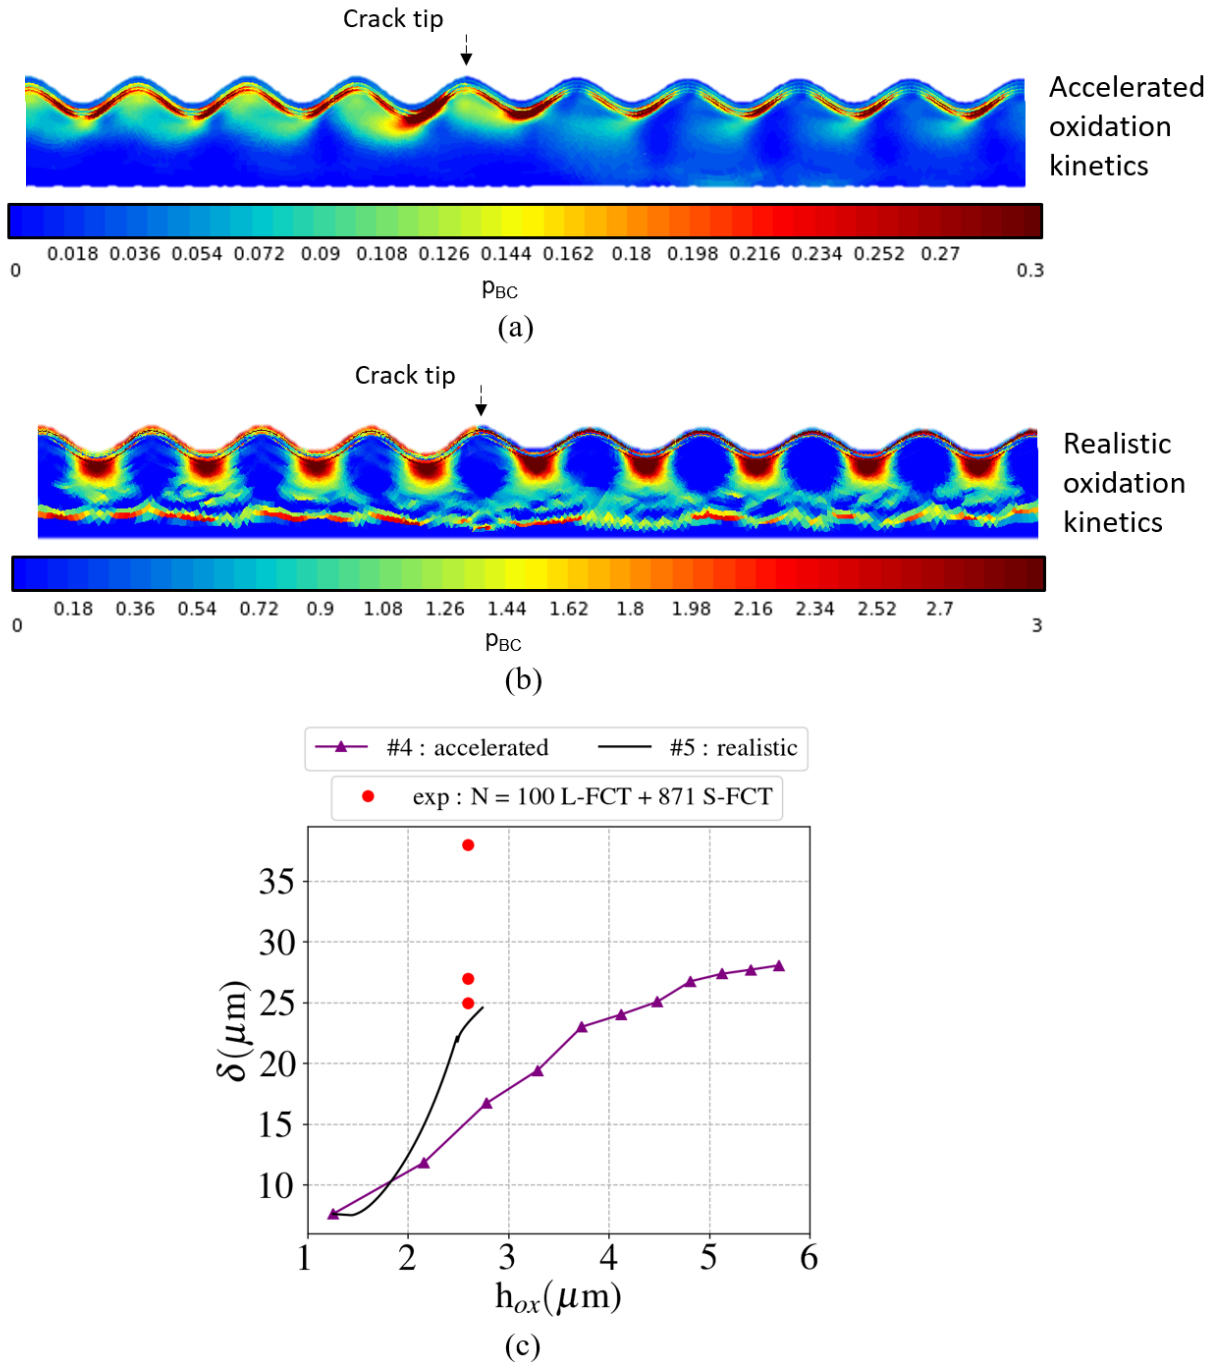 Crack tip
Accelerated
oxidation
kinetics
0.018 0.036 0.054 0.072 0.09 0.108 0.126 0.144 0.162 0.18 0.198 0.216 0.234 0.252 0.27
0 0.3
pBC
(a)
Crack tip
Realistic
oxidation
kinetics
0.18 0.36 0.54 0.72 0.9 1.08 1.26 1.44 1.62 1.8 1.98 2.16 2.34 2.52 2.7
0 3
pBC
(b)
#4 : accelerated #5 : realistic
exp : N = 100 L-FCT + 871 S-FCT
35
30
25
20
15
10
δ(μm)
1 2 3 4 5 6
hox(μm)
(c)